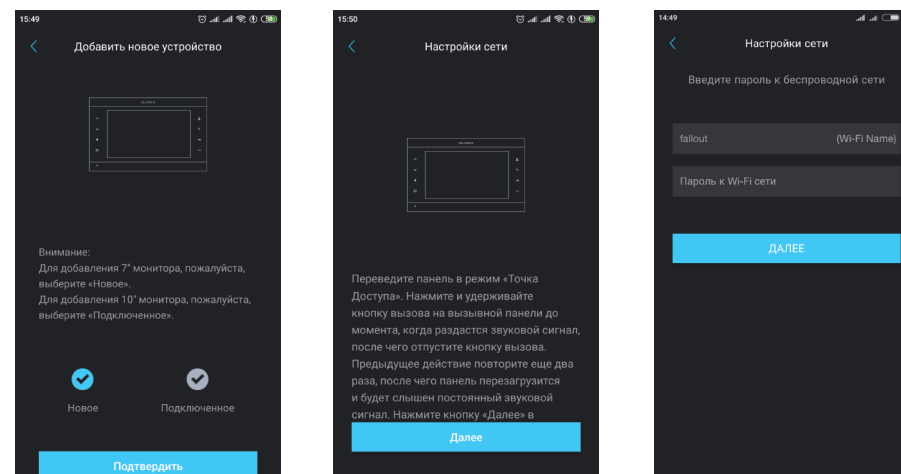 15:49
58
Добавить новое устройство
Внимание:
Для добавления 7" монитора, пожалуйста,
выберите «Новое».
Для добавления 10" монитора, пожалуйста,
выберите «Подключенное».
Новое
Подключенное
Подтвердить
15:50
59
Настройки сети
Переведите панель в режим «Точка
Доступа». Нажмите и удерживайте
кнопку вызова на вызывной панели до
момента, когда раздастся звуковой сигнал,
после чего отпустите кнопку вызова.
Предыдущее действие повторите еще два
раза, после чего панель перезагрузится
и будет слышен постоянный звуковой
сигнал. Нажмите кнопку «Далее» в
Далее
14:49
Настройки сети
Введите пароль к беспроводной сети
fallout (Wi-Fi Name)
Пароль к Wi-Fi сети
ДАЛЕЕ